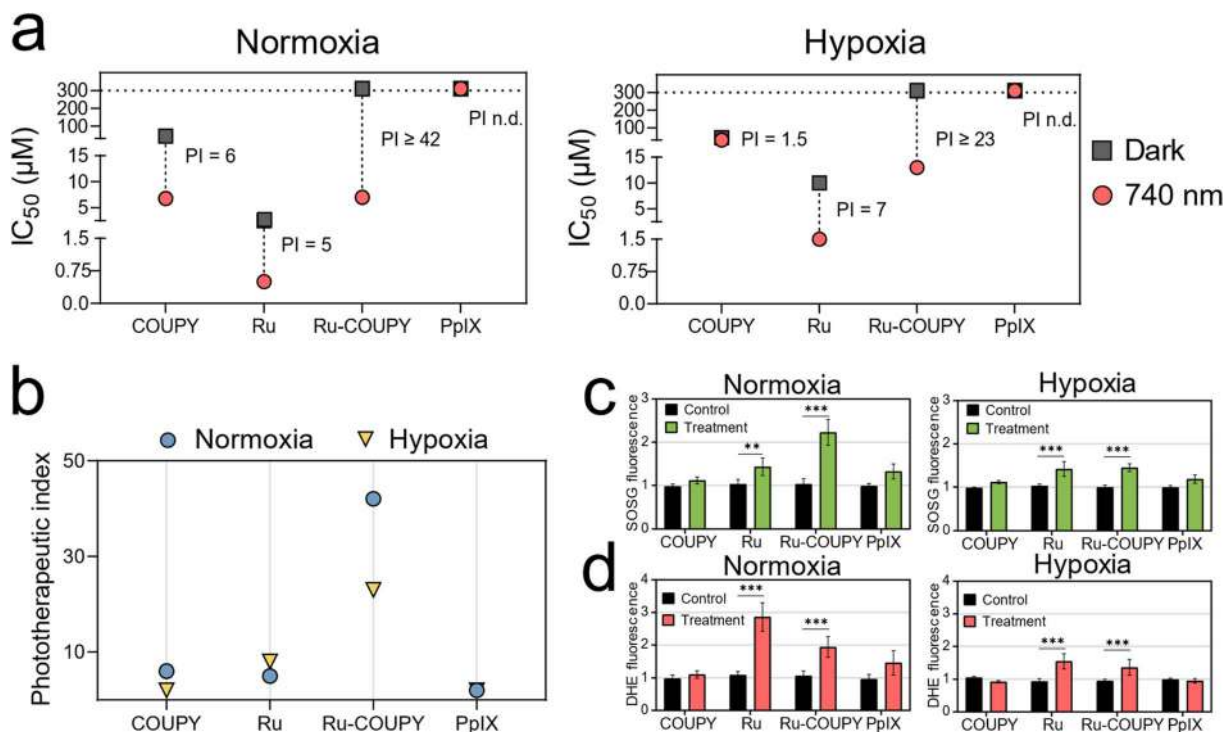 a
Normoxia
IC50 (µM)
300
200
100
15
10
5
1.5
0.75
0.0
PI = 6
PI = 5
PI ≥ 42
PI n.d.
COUPY Ru Ru-COUPY PpIX
Hypoxia
IC50 (µM)
300
200
100
15
10
5
1.5
0.75
0.0
PI = 1.5
PI = 7
PI ≥ 23
PI n.d.
COUPY Ru Ru-COUPY PpIX
Dark
740 nm
b
Normoxia Hypoxia
Phototherapeutic index
50
30
10
COUPY Ru Ru-COUPY PpIX
c
Normoxia
SOSG fluorescence
3
2
1
0
Control
Treatment
** ***
COUPY Ru Ru-COUPY PpIX
Hypoxia
SOSG fluorescence
3
2
1
0
Control
Treatment
*** ***
COUPY Ru Ru-COUPY PpIX
d
Normoxia
DHE fluorescence
4
3
2
1
0
Control
Treatment
*** ***
COUPY Ru Ru-COUPY PpIX
Hypoxia
DHE fluorescence
4
3
2
1
0
Control
Treatment
*** ***
COUPY Ru Ru-COUPY PpIX